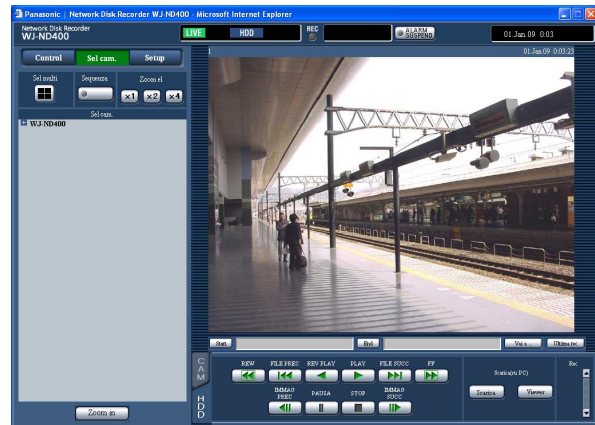 Panasonic | Network Disk Recorder WJ-ND400 - Microsoft Internet Explorer
Network Disk Recorder
WJ-ND400
LIVE HDD REC ALARM SUSPEND 01.Jan.09 0:03
Control Sel cam. Setup
1 01.Jan.09 0:03:23
Sel multi Sequenza Zoom el.
x1 x2 x4
Sel cam.
WJ-ND400
Start End Vai a ... Ultima rec
CAM
REW FILE PREC REV PLAY PLAY FILE SUCC FF
Scarica(su PC)
Rec
HDD
IMMAG PREC PAUSA STOP IMMAG SUCC
Scarica Viewer
Zoom in